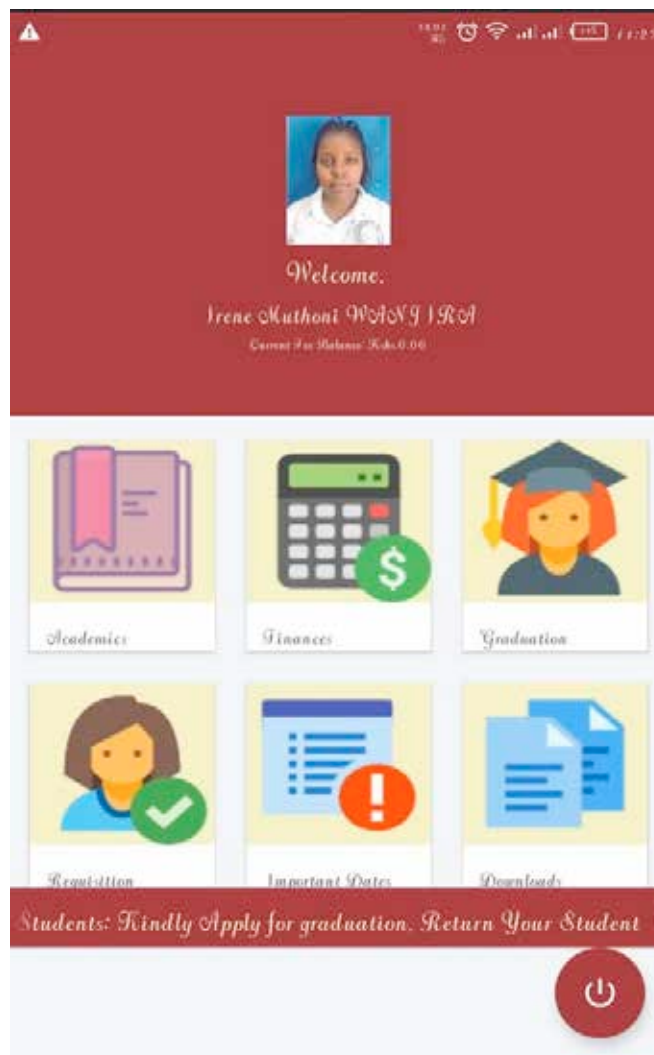 Welcome.
Irene Muthoni WANJIRA
Current Fee Balance: Kshs.0.00
Academics
Finances
Graduation
Requisition
Important Dates
Downloads
Students: Kindly Apply for graduation. Return Your Student